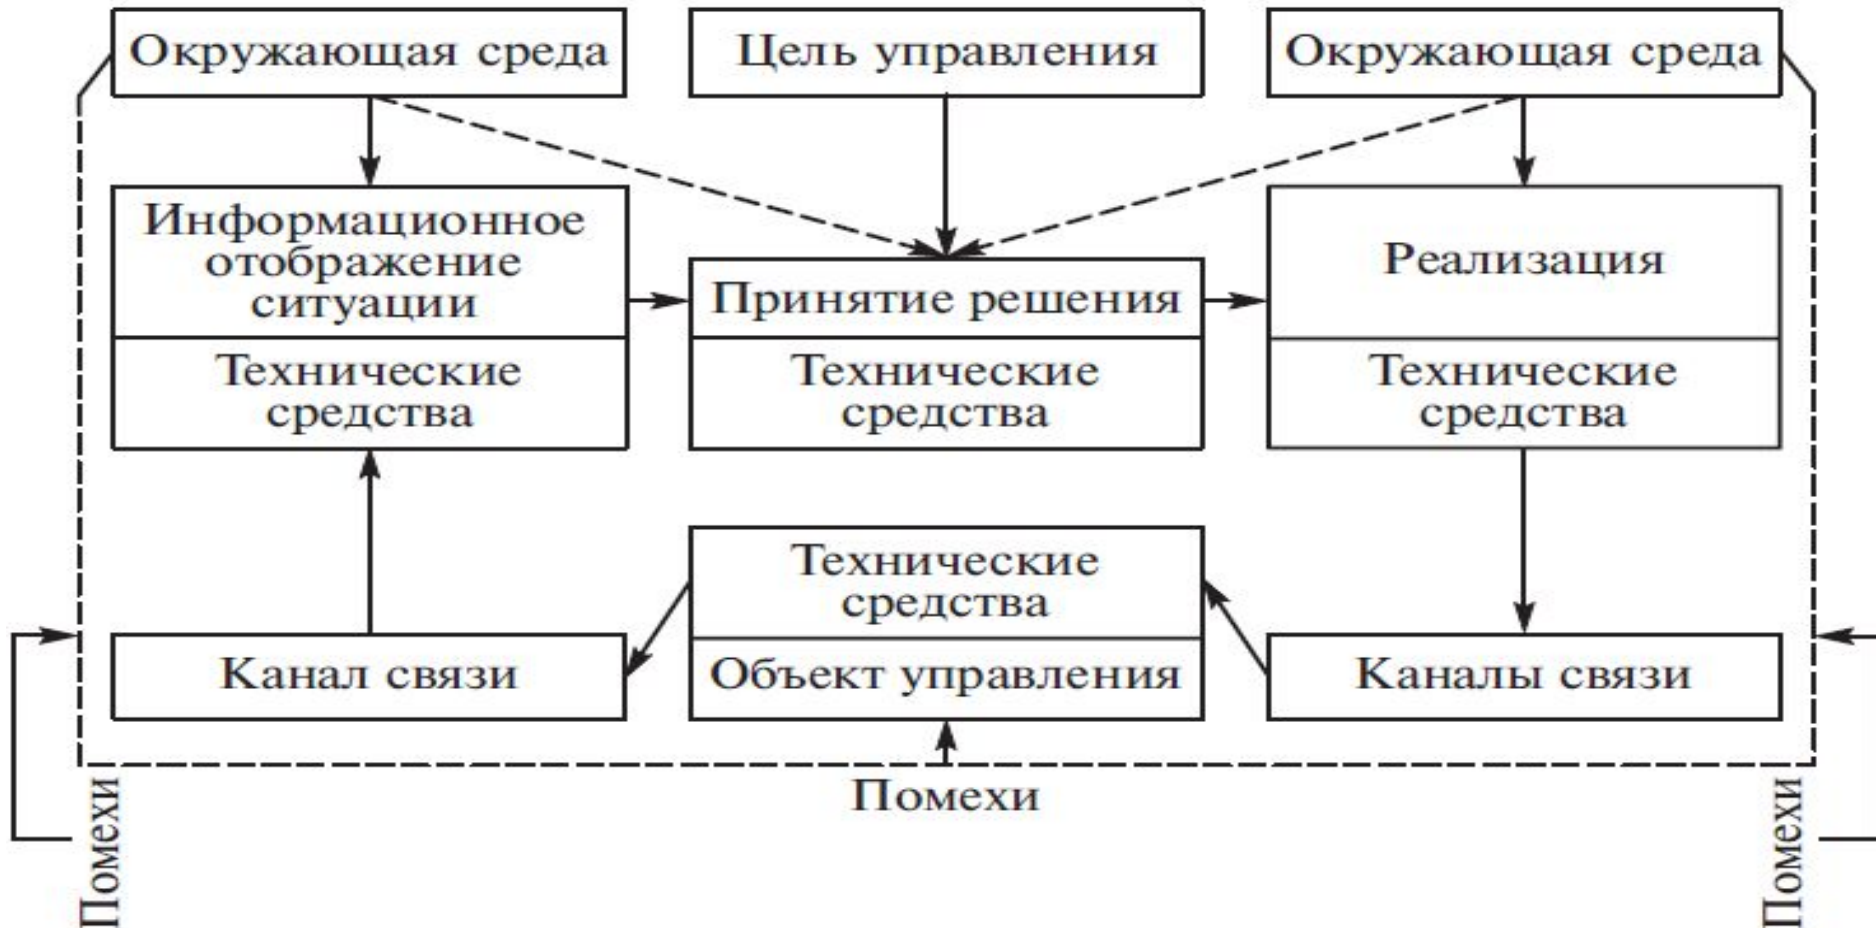 Окружающая среда
Цель управления
Окружающая среда
Информационное
отображение
ситуации
Технические
средства
Принятие решения
Технические
средства
Реализация
Технические
средства
Технические
средства
Объект управления
Канал связи
Каналы связи
Помехи
Помехи
Помехи